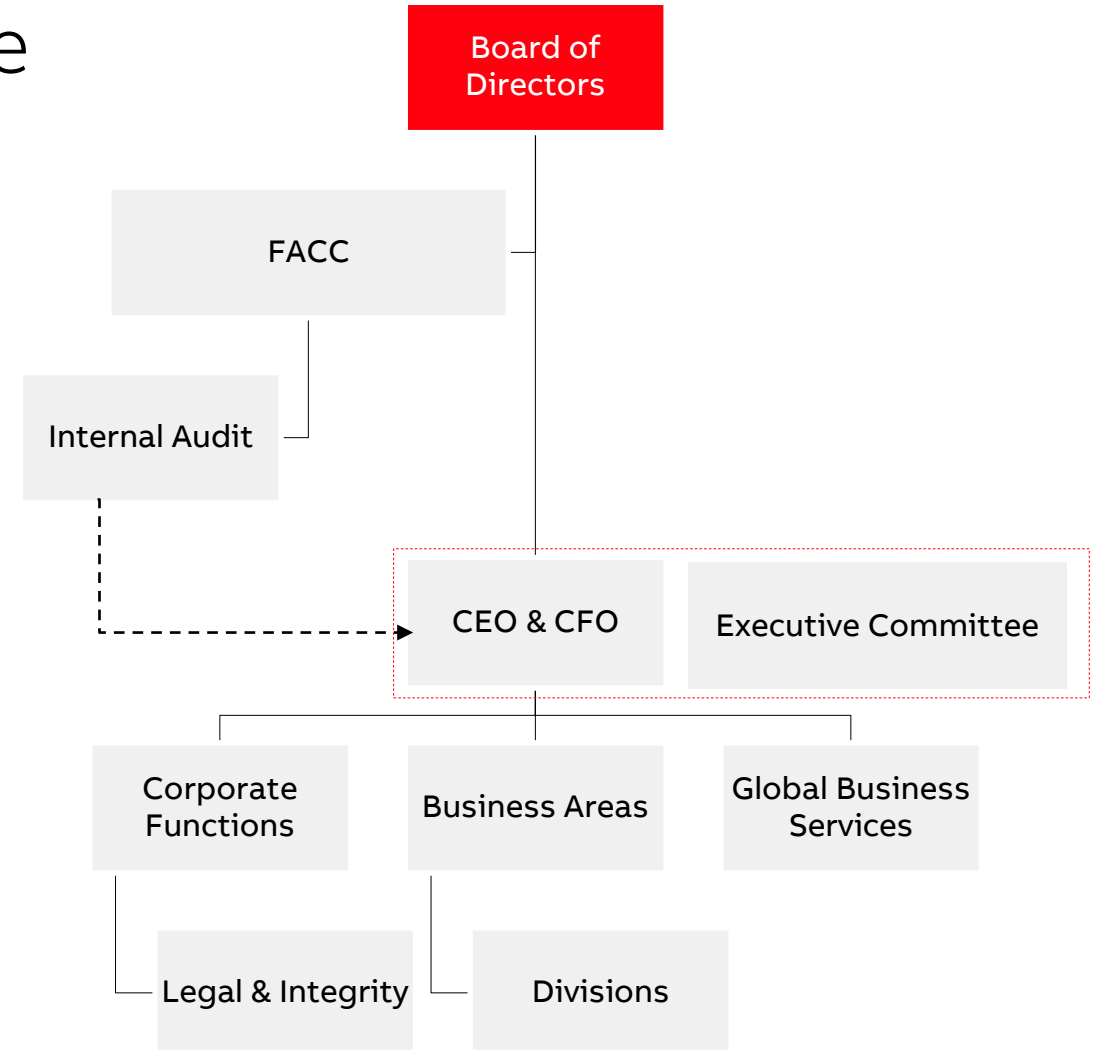 e
Board of
Directors
FACC
Internal Audit
CEO & CFO
Executive Committee
Corporate
Functions
Business Areas
Global Business
Services
Legal & Integrity
Divisions